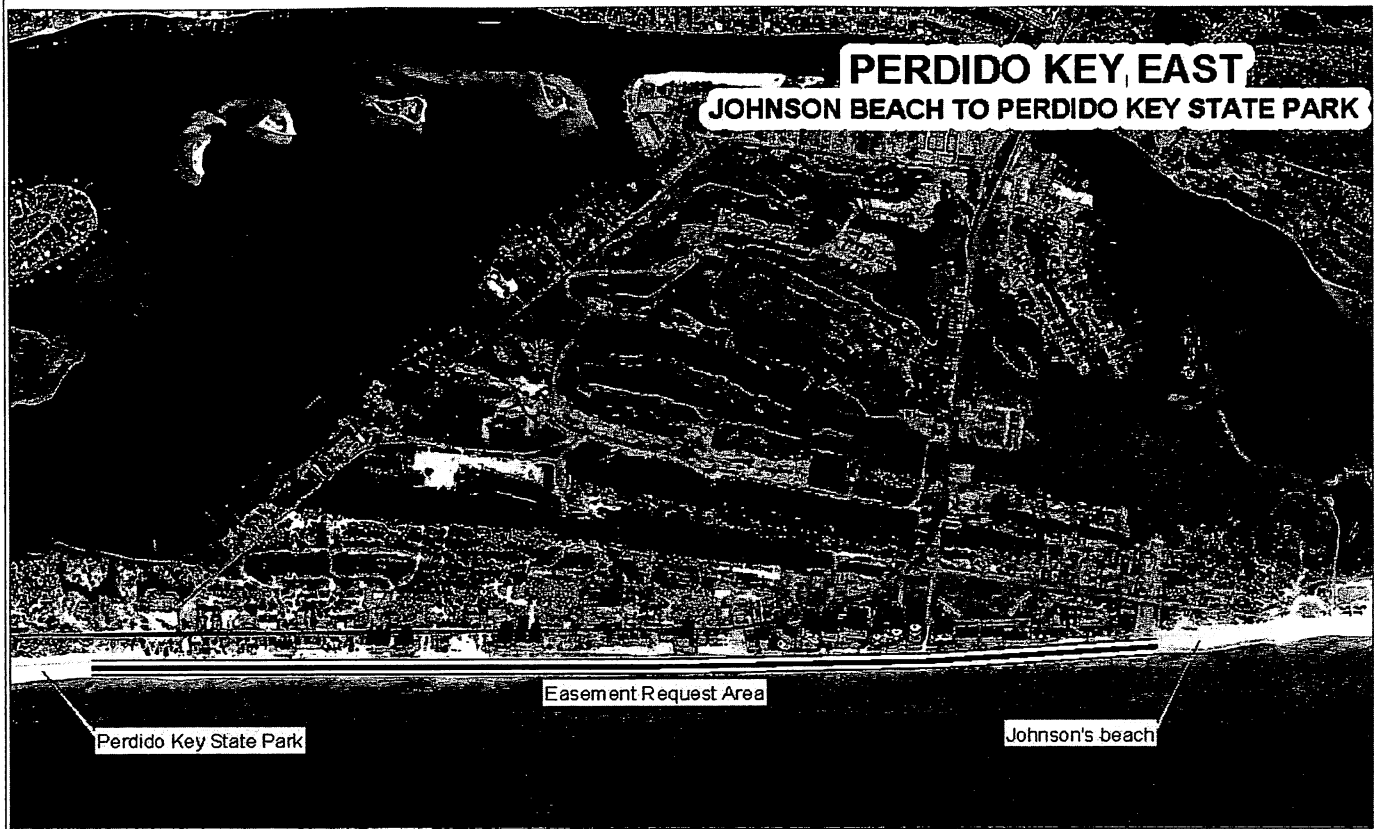 PERDIDO KEY EAST
JOHNSON BEACH TO PERDIDO KEY STATE PARK
Easement Request Area
Perdido Key State Park
Johnson's beach